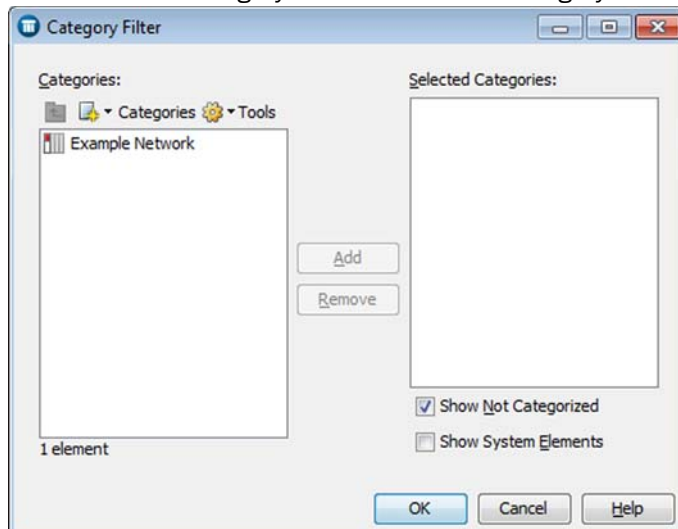 Category Filter
Categories:
Selected Categories:
Categories Tools
Example Network
Add
Remove
Show Not Categorized
1 element
Show System Elements
OK Cancel Help